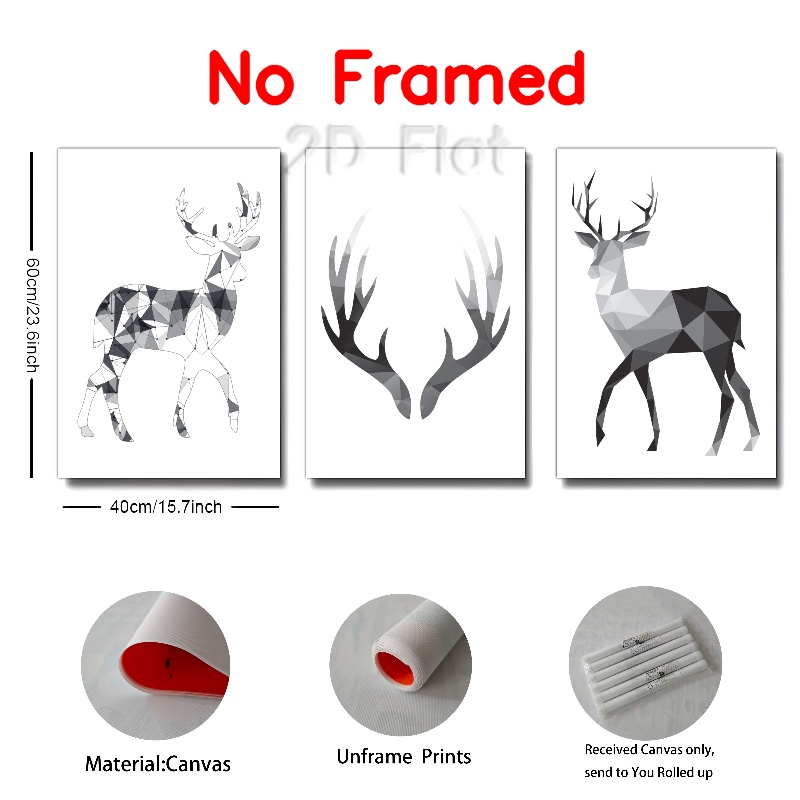 No Framed
2D Flat
60cm/23.6inch
40cm/15.7inch
Material:Canvas
Unframe Prints
Received Canvas only,
send to You Rolled up